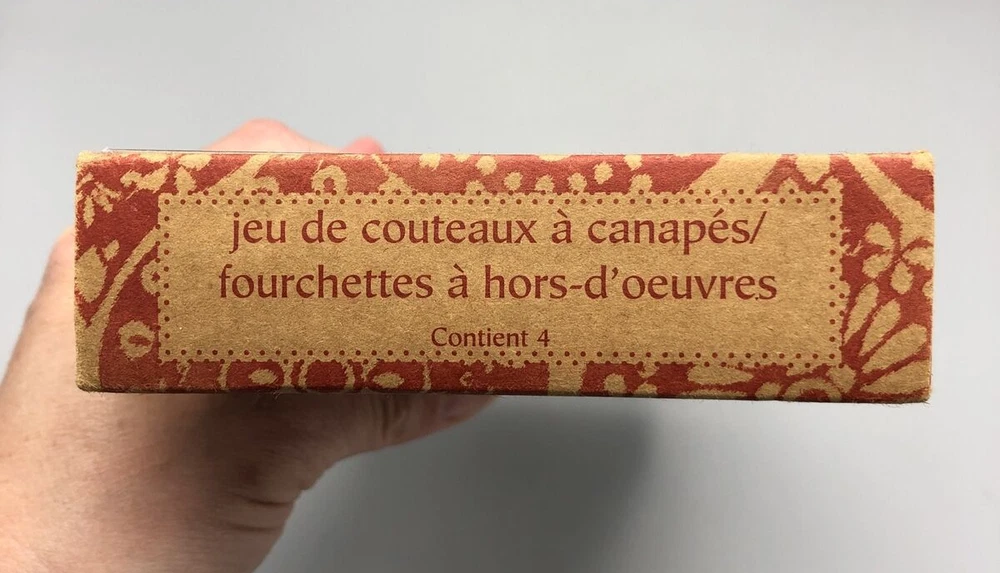 jeu de couteaux à canapés/
fourchettes à hors-d'oeuvres
Contient 4